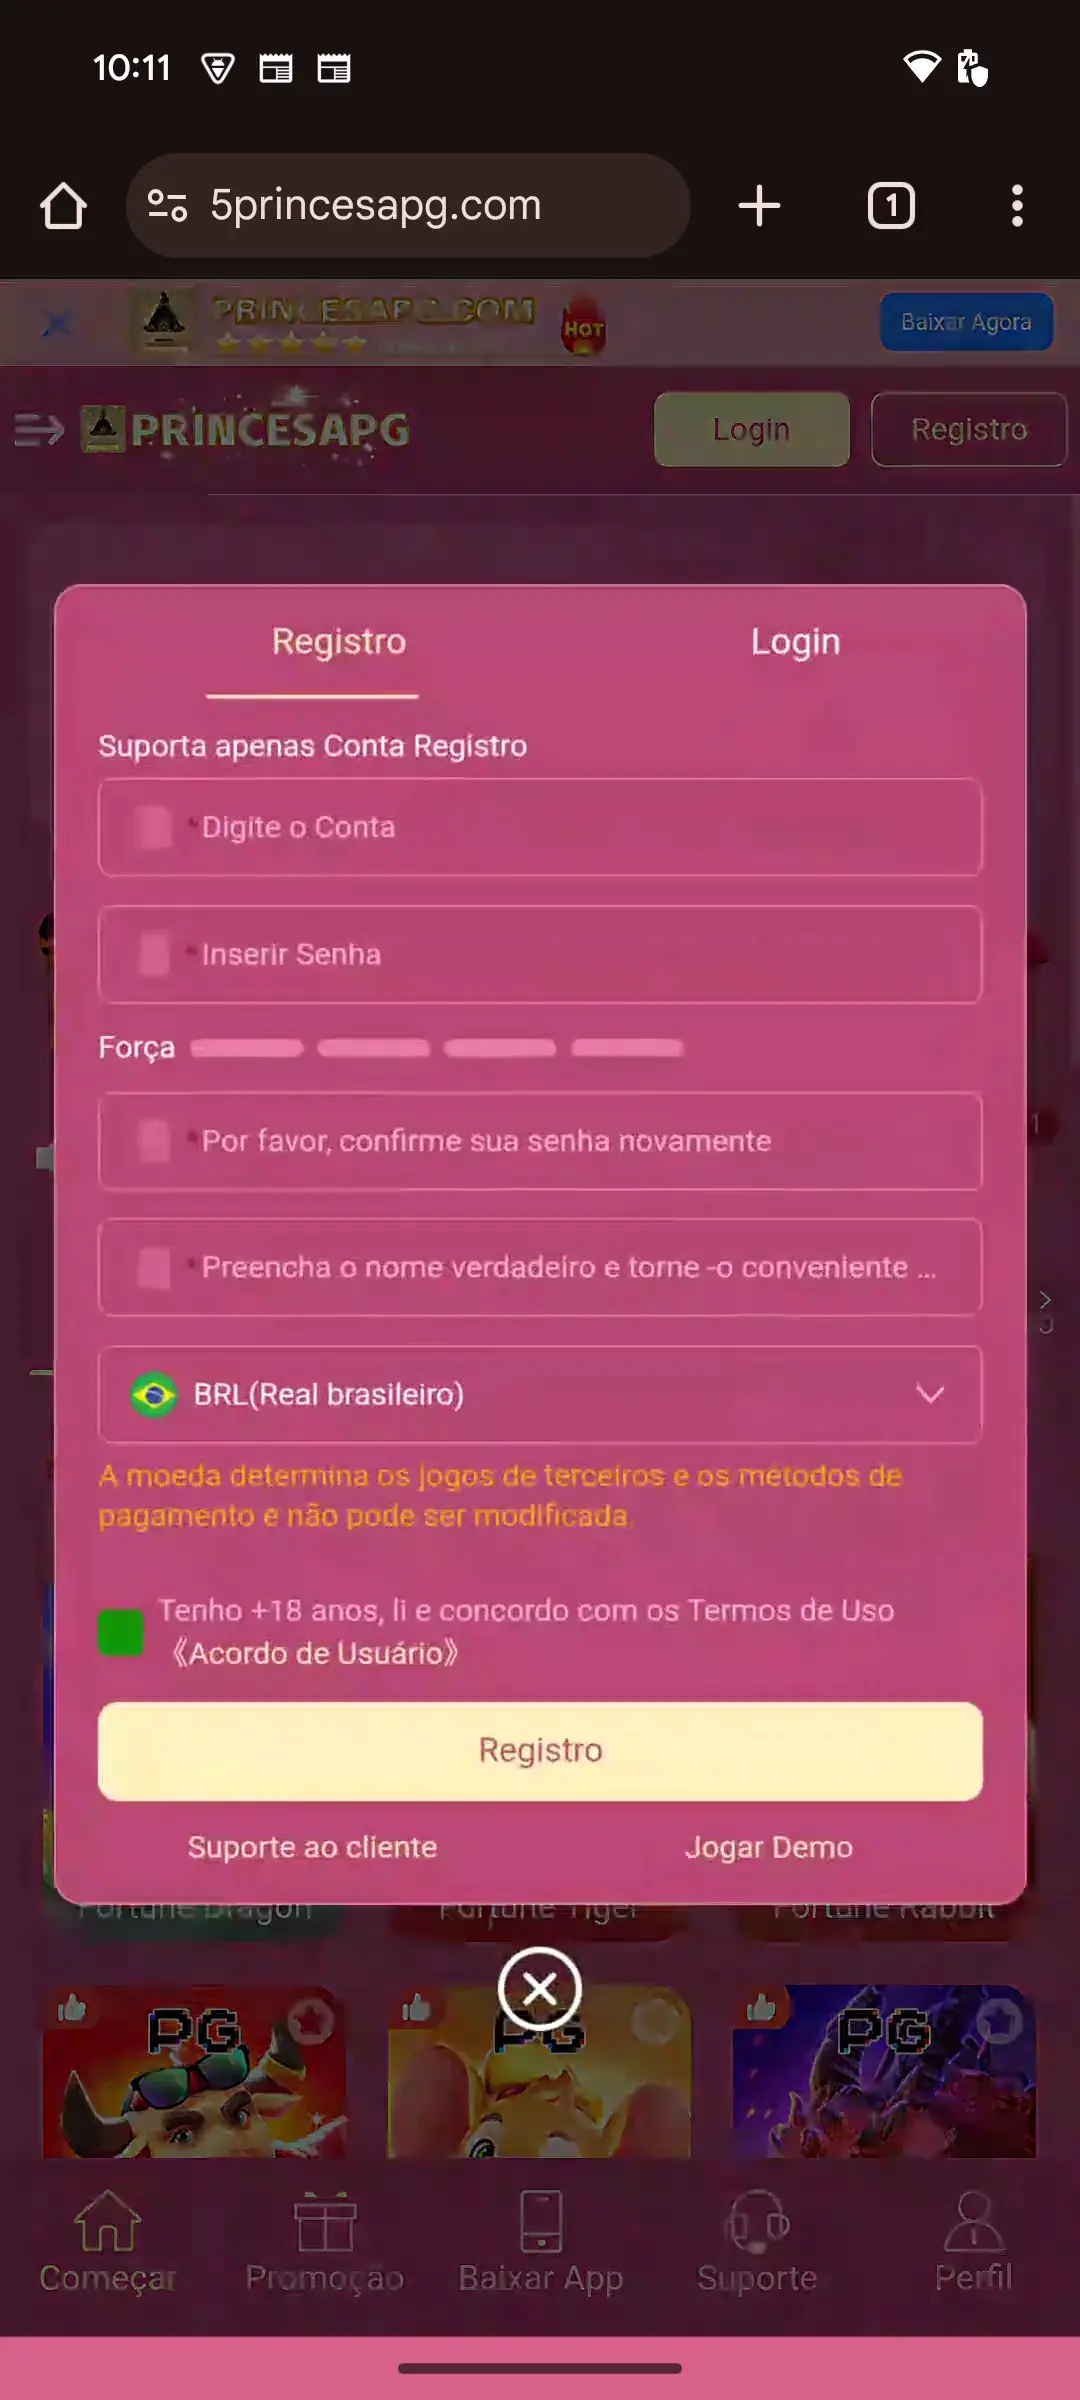 10:11
5princesapg.com
1
PRINCESAPG.COM
HOT
Baixar Agora
PRINCESAPG
Login
Registro
Registro
Login
Suporta apenas Conta Registro
*Digite o Conta
*Inserir Senha
Força
*Por favor, confirme sua senha novamente
*Preencha o nome verdadeiro e torne -o conveniente ...
BRL(Real brasileiro)
A moeda determina os jogos de terceiros e os métodos de
pagamento e não pode ser modificada.
Tenho +18 anos, li e concordo com os Termos de Uso
《Acordo de Usuário》
Registro
Suporte ao cliente
Jogar Demo
Fortune Dragon
Fortune Tiger
Fortune Rabbit
PG
PG
PG
Começar
Promoção
Baixar App
Suporte
Perfil